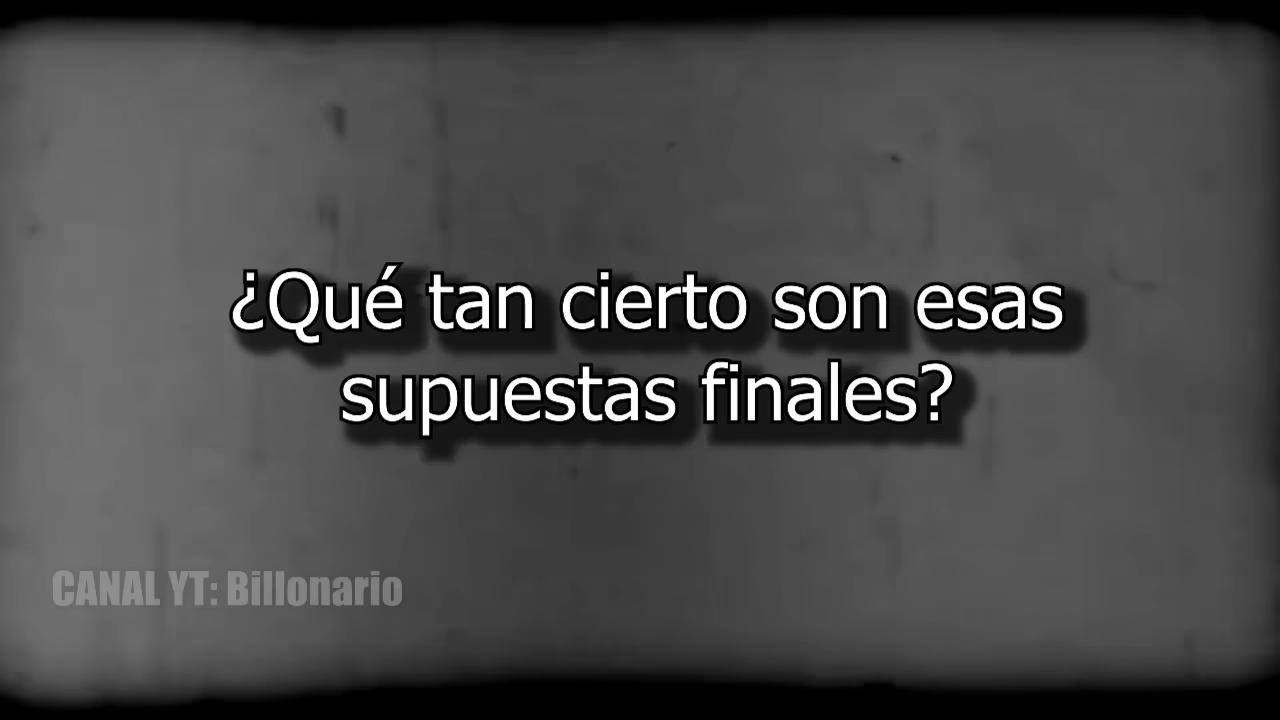 ¿Qué tan cierto son esas
supuestas finales?
CANAL YT: Billonario